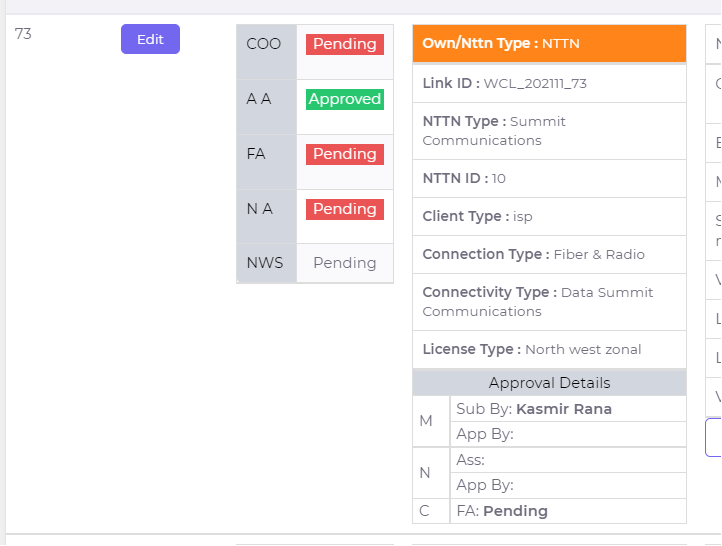 73
Edit
COO Pending
A A Approved
FA Pending
N A Pending
NWS Pending
Own/Nttn Type : NTTN
Link ID : WCL_202111_73
NTTN Type : Summit
Communications
NTTN ID : 10
Client Type : isp
Connection Type : Fiber & Radio
Connectivity Type : Data Summit
Communications
License Type : North west zonal
Approval Details
M
Sub By: Kasmir Rana
App By:
N
Ass:
App By:
C
FA: Pending